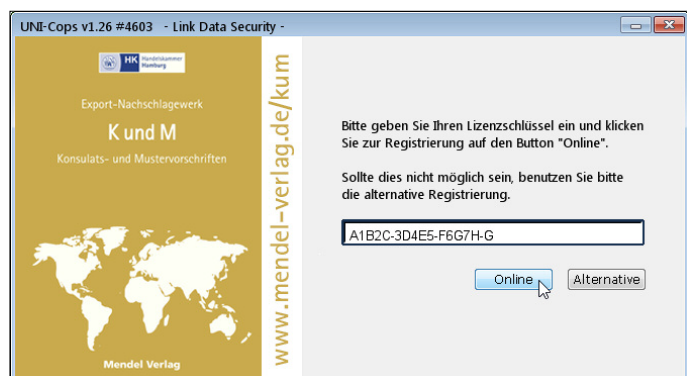 UNI-Cops v1.26 #4603 - Link Data Security -
HK Handelskammer
Hamburg
Export-Nachschlagewerk
K und M
Konsulats- und Mustervorschriften
Mendel Verlag
www.mendel-verlag.de/kum
Bitte geben Sie Ihren Lizenzschlüssel ein und klicken
Sie zur Registrierung auf den Button "Online".
Sollte dies nicht möglich sein, benutzen Sie bitte
die alternative Registrierung.
A1B2C-3D4E5-F6G7H-G
Online
Alternative